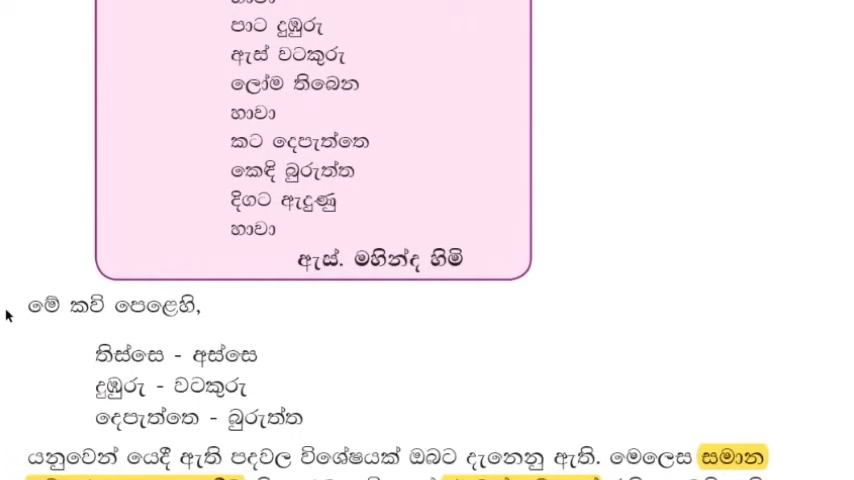 හාවා
පාට දුඹුරු
ඇස් වටකුරු
ලෝම තිබෙන
හාවා
කට දෙපැත්තෙ
කෙඳි බුරුත්ත
දිගට ඇදුණු
හාවා
ඇස්. මහින්ද හිමි
මේ කවි පෙළෙහි,
තිස්සෙ - අස්සෙ
දුඹුරු - වටකුරු
දෙපැත්තෙ - බුරුත්ත
යනුවෙන් යෙදී ඇති පදවල විශේෂයක් ඔබට දැනෙනු ඇති. මෙලෙස සමාන